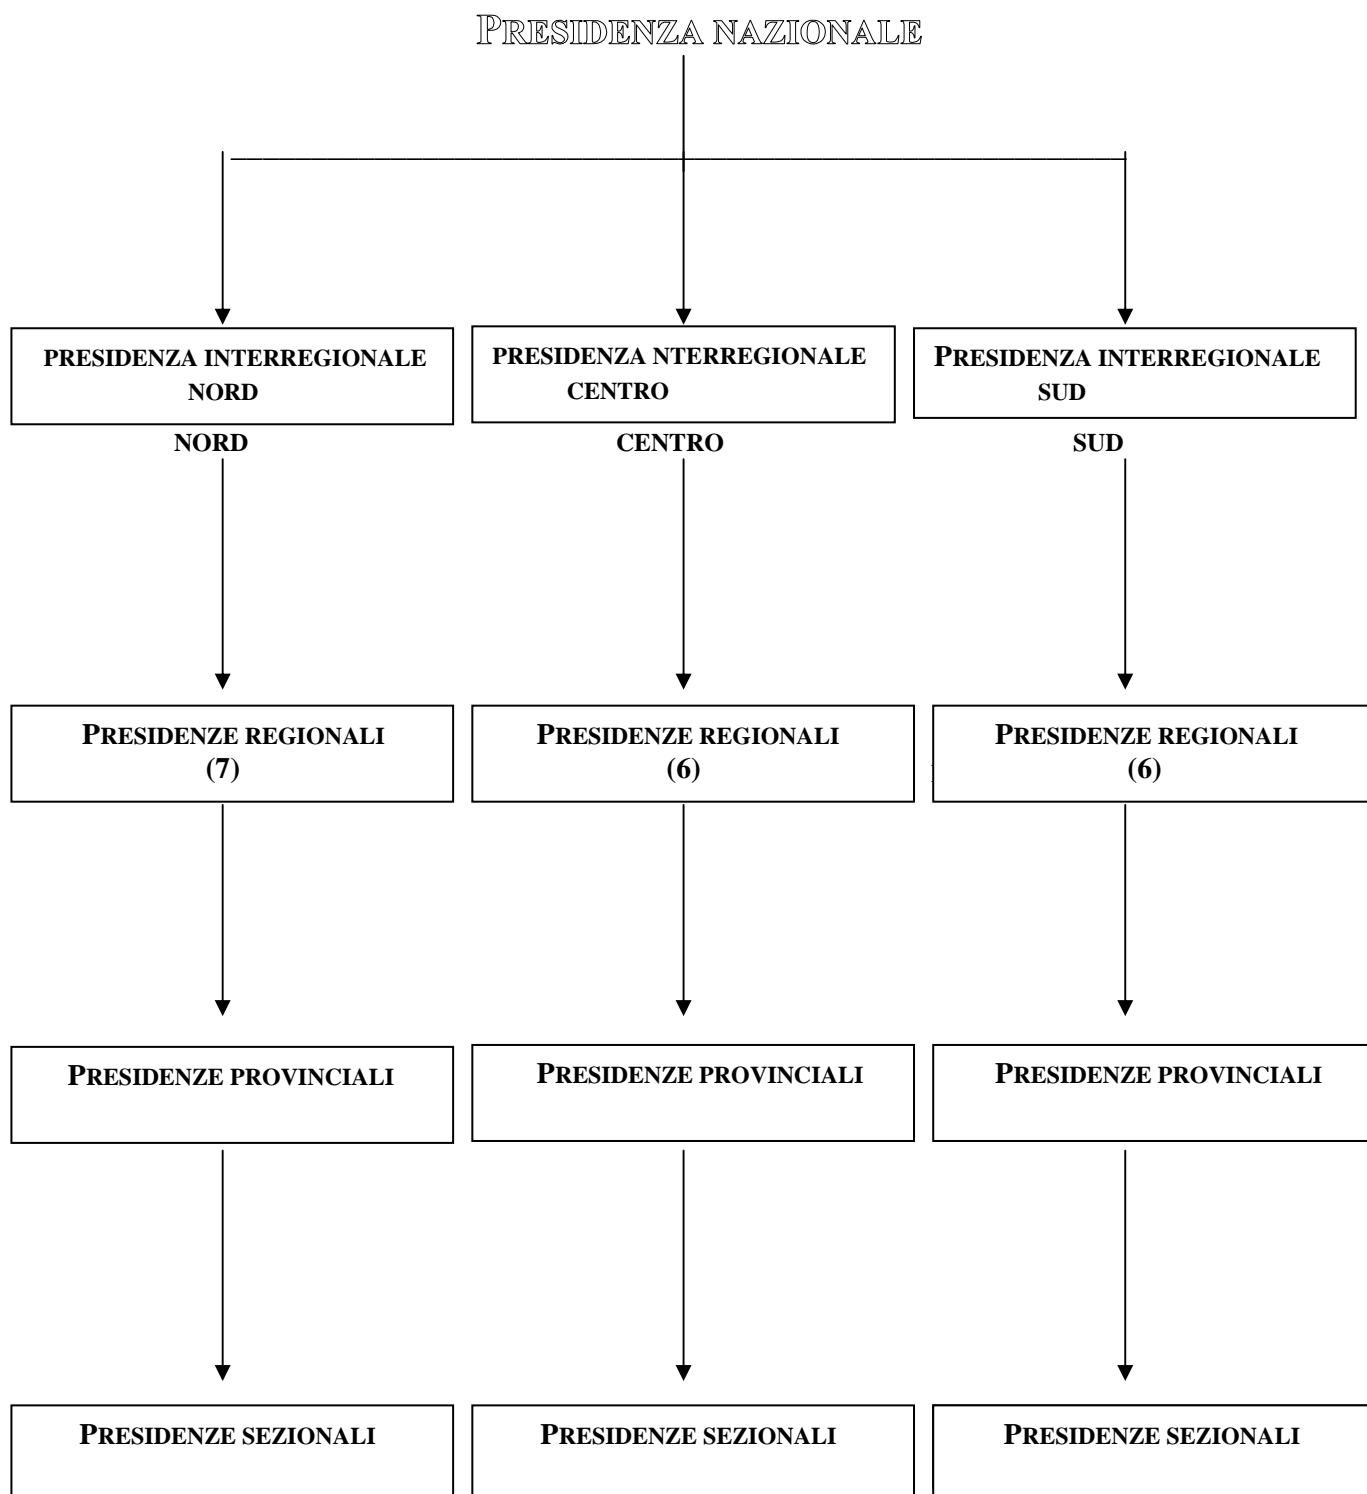 PRESIDENZA NAZIONALE
PRESIDENZA INTERREGIONALE
NORD
PRESIDENZA NTERREGIONALE
CENTRO
PRESIDENZA INTERREGIONALE
SUD
NORD
CENTRO
SUD
PRESIDENZE REGIONALI
(7)
PRESIDENZE REGIONALI
(6)
PRESIDENZE REGIONALI
(6)
PRESIDENZE PROVINCIALI
PRESIDENZE PROVINCIALI
PRESIDENZE PROVINCIALI
PRESIDENZE SEZIONALI
PRESIDENZE SEZIONALI
PRESIDENZE SEZIONALI